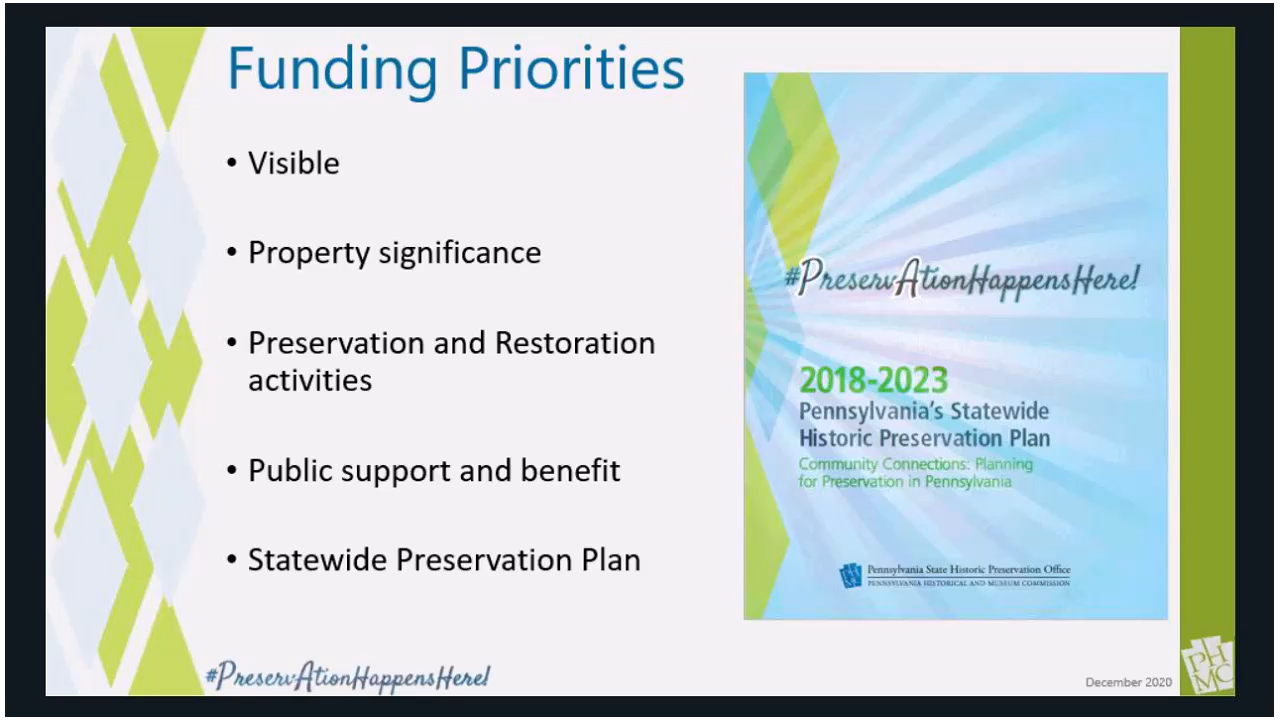 Funding Priorities
• Visible
• Property significance
• Preservation and Restoration
activities
• Public support and benefit
• Statewide Preservation Plan
#PreservAtionHappensHere!
2018-2023
Pennsylvania's Statewide
Historic Preservation Plan
Community Connections: Planning
for Preservation in Pennsylvania
Pennsylvania State Historic Preservation Office
PENNSYLVANIA HISTORICAL AND MUSEUM COMMISSION
#PreservAtionHappensHere!
December 2020
PH
MC